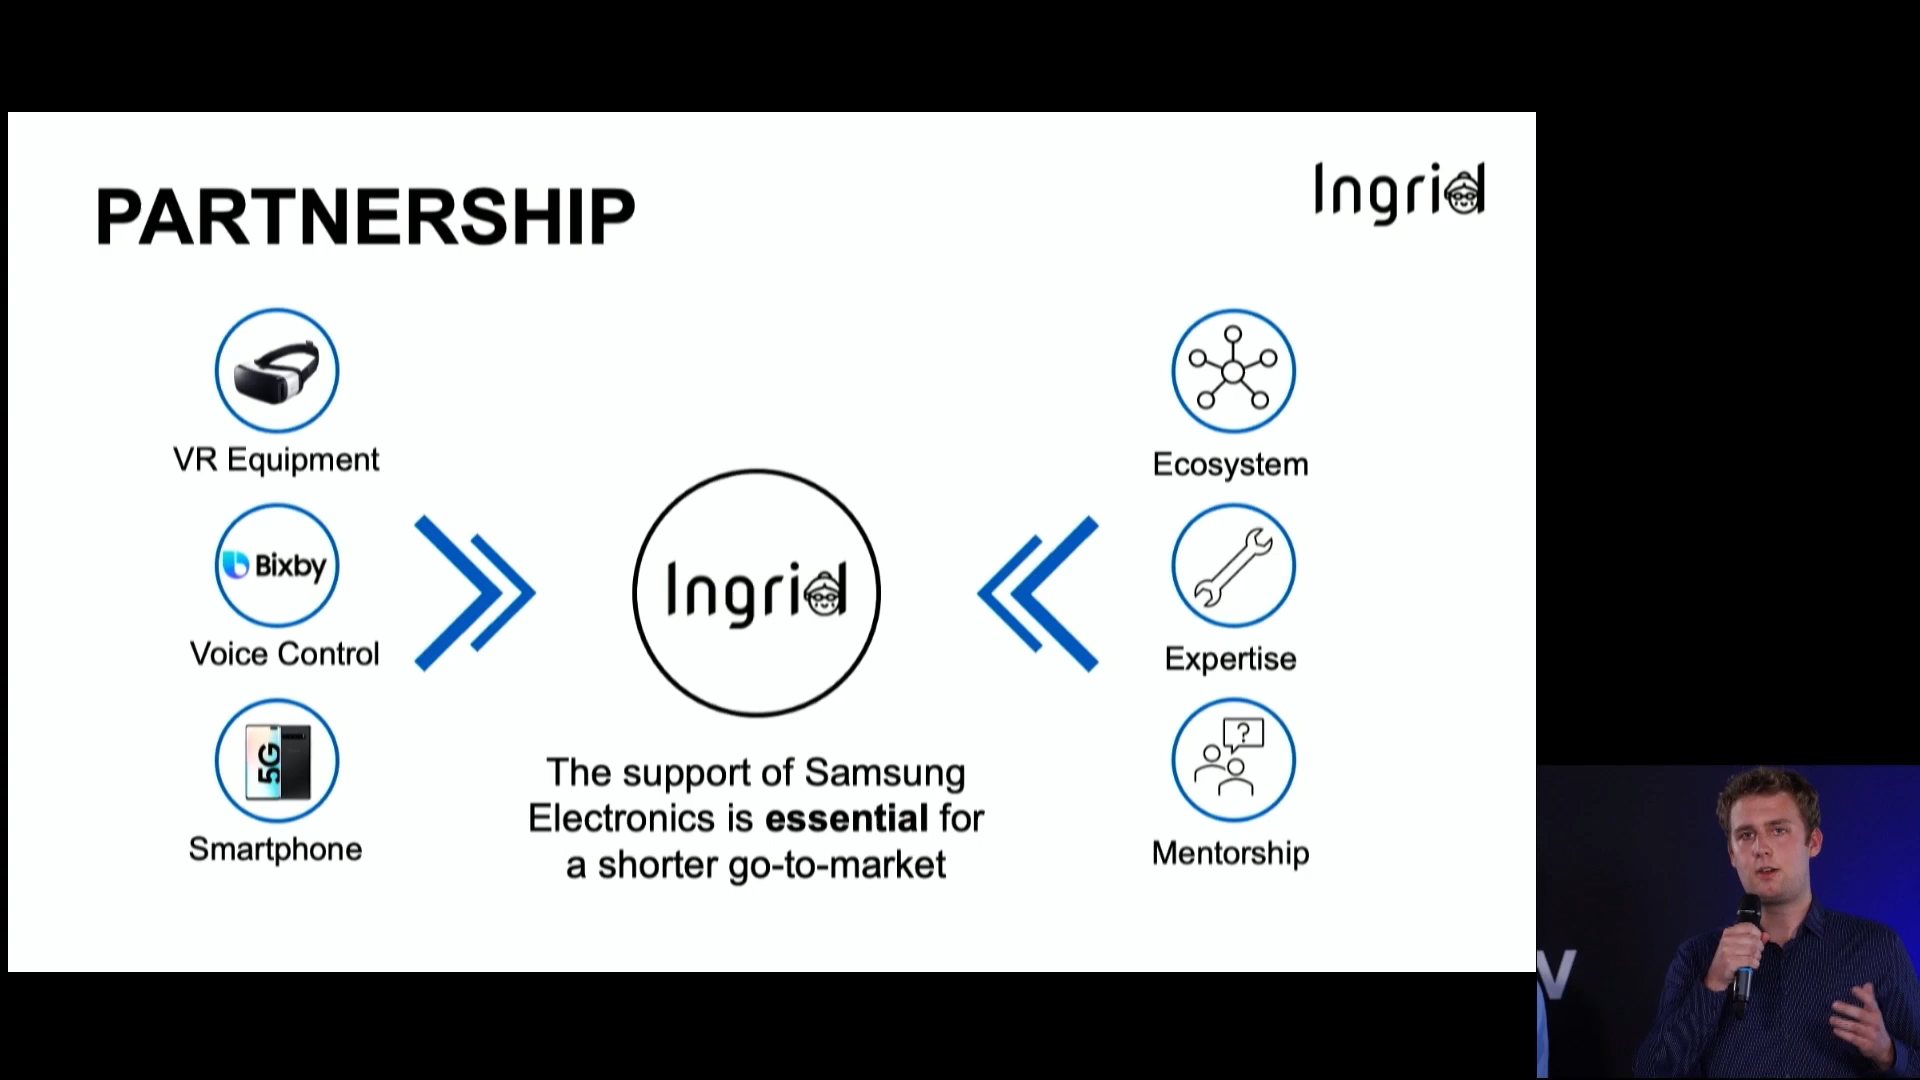 PARTNERSHIP
Ingrid
VR Equipment
Bixby
Voice Control
5G
Smartphone
Ingrid
The support of Samsung
Electronics is essential for
a shorter go-to-market
Ecosystem
Expertise
?
Mentorship